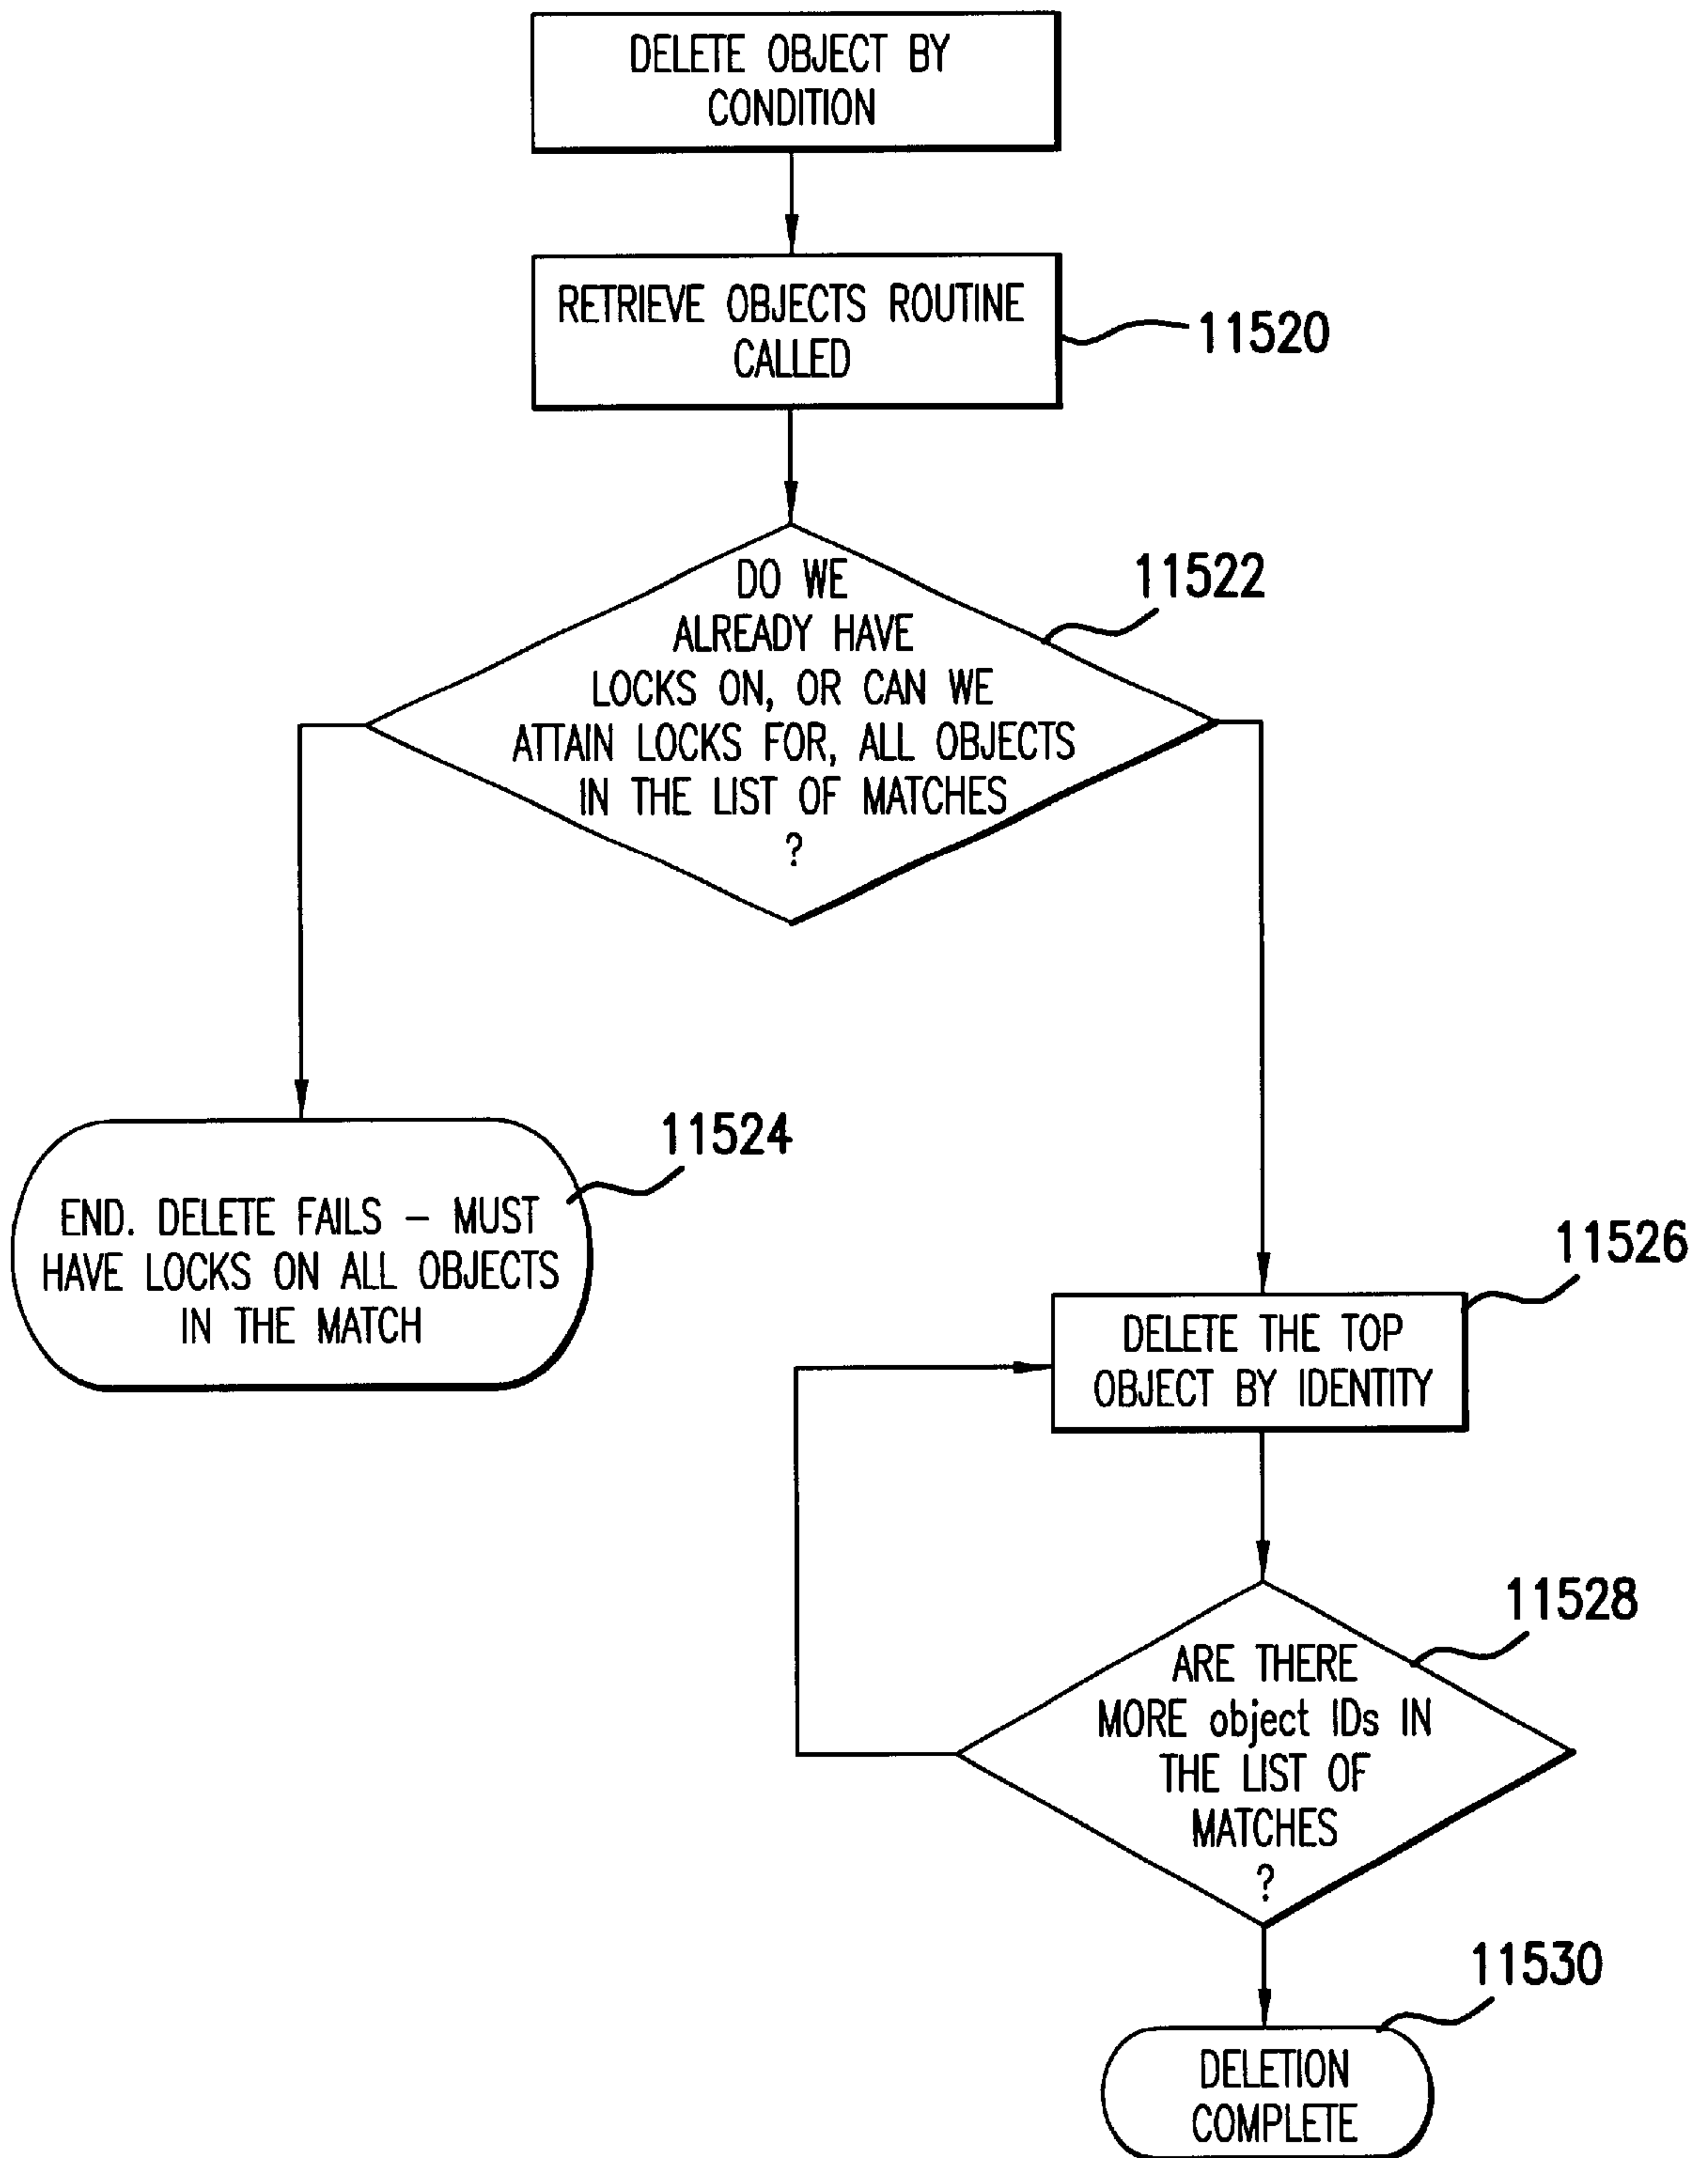 DELETE OBJECT BY
CONDITION
RETRIEVE OBJECTS ROUTINE
CALLED
11520
DO WE
ALREADY HAVE
LOCKS ON, OR CAN WE
ATTAIN LOCKS FOR, ALL OBJECTS
IN THE LIST OF MATCHES
?
11522
END. DELETE FAILS – MUST
HAVE LOCKS ON ALL OBJECTS
IN THE MATCH
11524
DELETE THE TOP
OBJECT BY IDENTITY
11526
ARE THERE
MORE object IDs IN
THE LIST OF
MATCHES
?
11528
DELETION
COMPLETE
11530